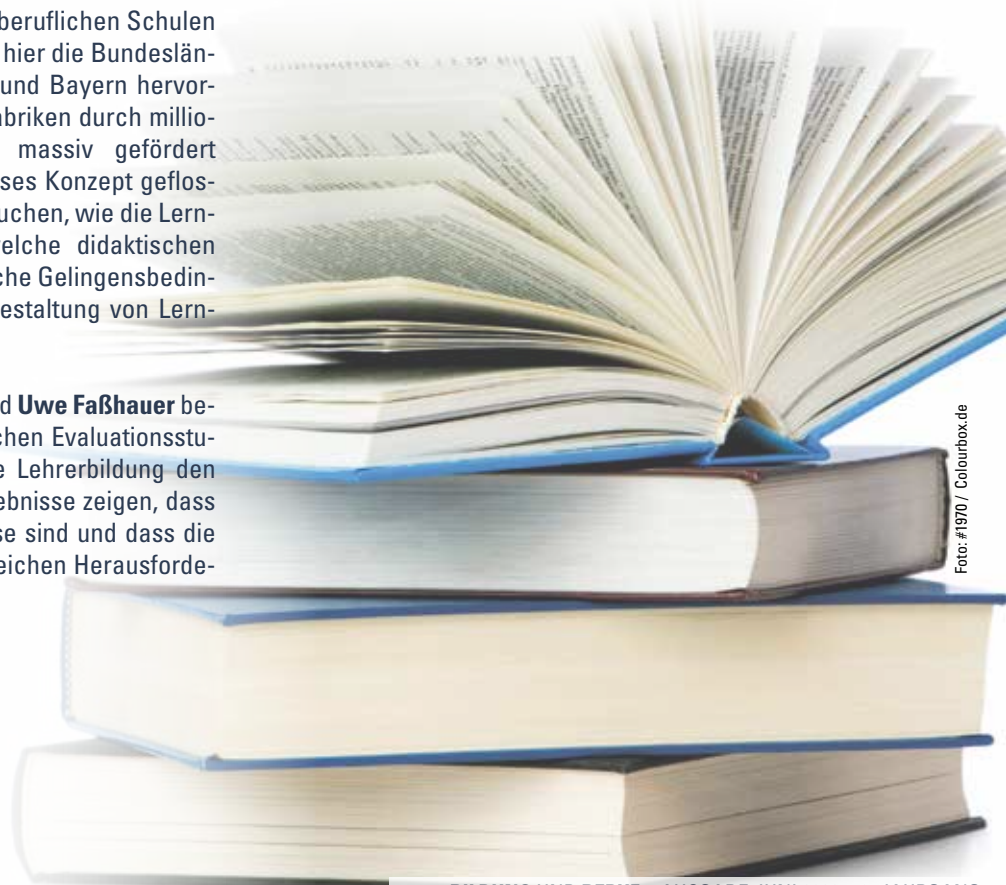 beruflichen Schulen
hier die Bundeslän-
und Bayern hervor-
abriken durch millio-
massiv gefördert
ses Konzept geflos-
uchen, wie die Lern-
elche didaktischen
che Gelingensbedin-
estaltung von Lern-
d Uwe Faßhauer be-
chen Evaluationsstu-
e Lehrerbildung den
ebnisse zeigen, dass
se sind und dass die
eichen Herausforde-
Foto: #1970 / Colourbox.de